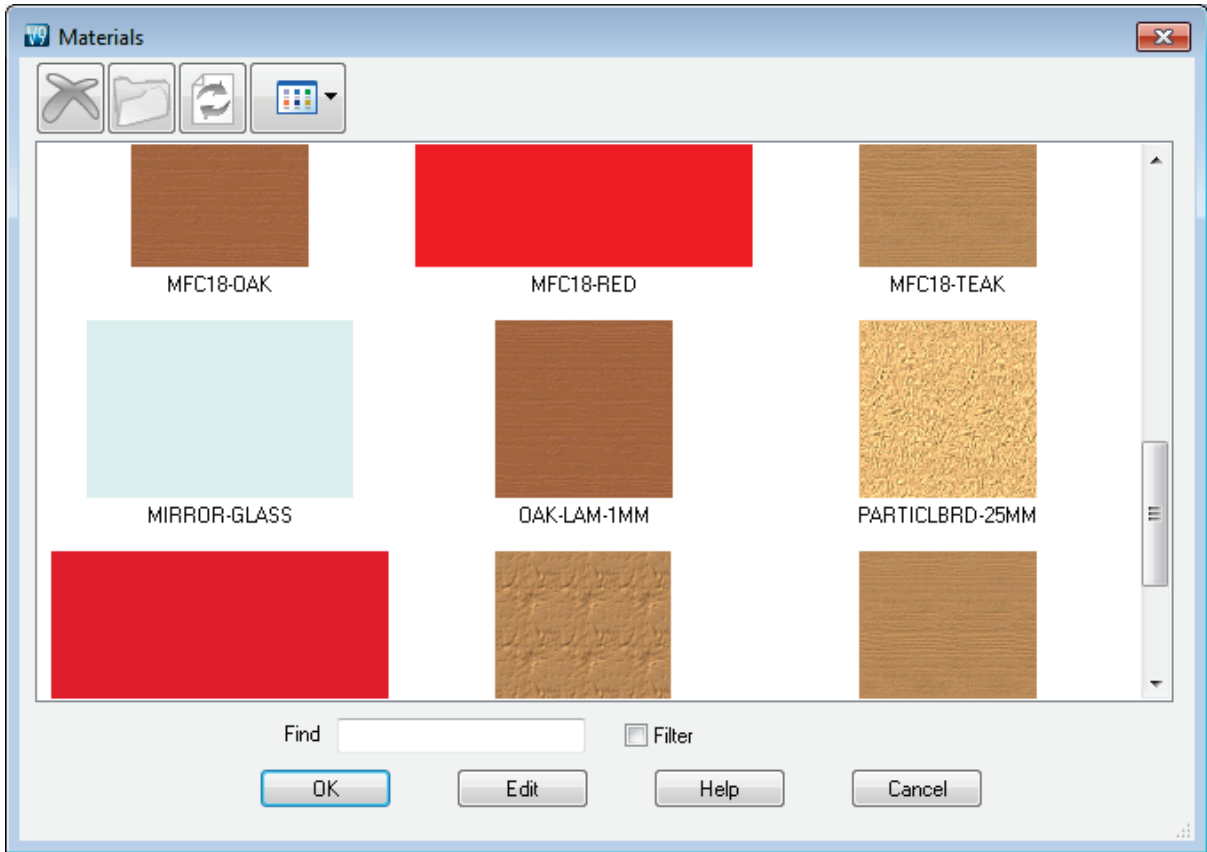 V9 Materials
MFC18-OAK MFC18-RED MFC18-TEAK
MIRROR-GLASS OAK-LAM-1MM PARTICLBRD-25MM
Find Filter
OK Edit Help Cancel